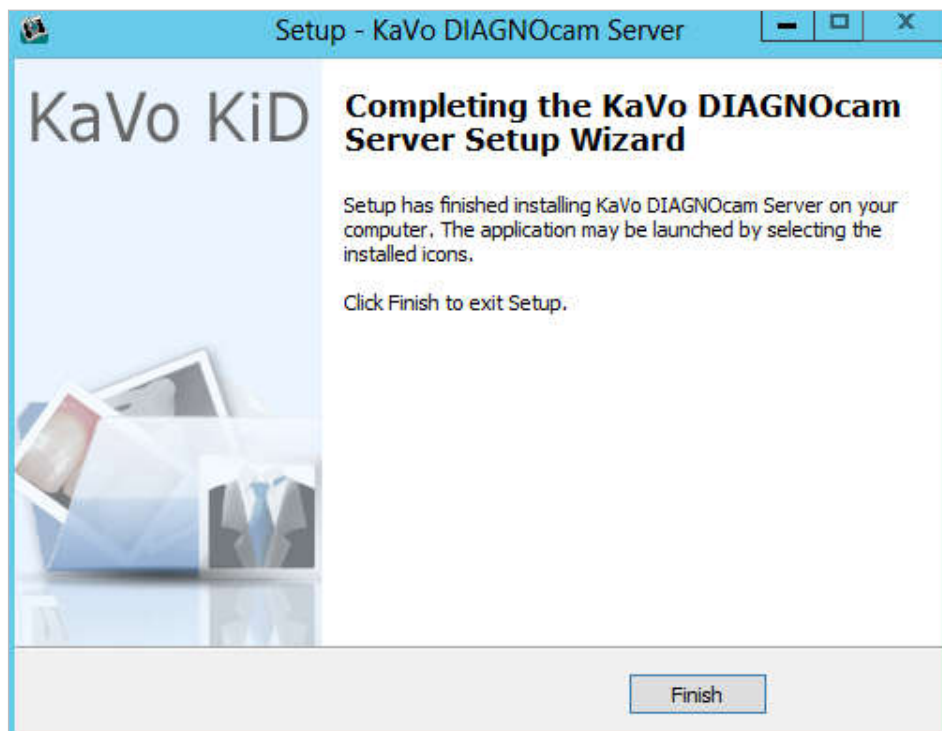 Setup - KaVo DIAGNOcam Server
KaVo KiD
Completing the KaVo DIAGNOcam
Server Setup Wizard
Setup has finished installing KaVo DIAGNOcam Server on your
computer. The application may be launched by selecting the
installed icons.
Click Finish to exit Setup.
Finish